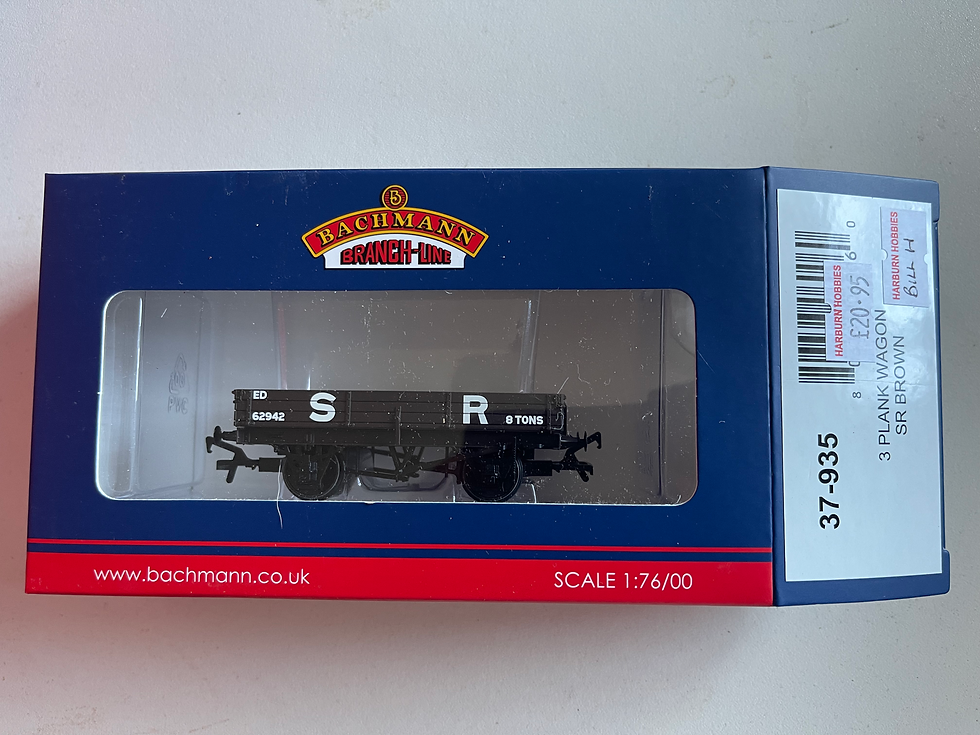 BACHMANN
BRANCH-LINE
ED
62942
S R
8 TONS
www.bachmann.co.uk
SCALE 1:76/00
37-935
3 PLANK WAGON
SR BROWN
HARBURN HOBBIES
£20.95
HARBURN HOBBIES
BILL H